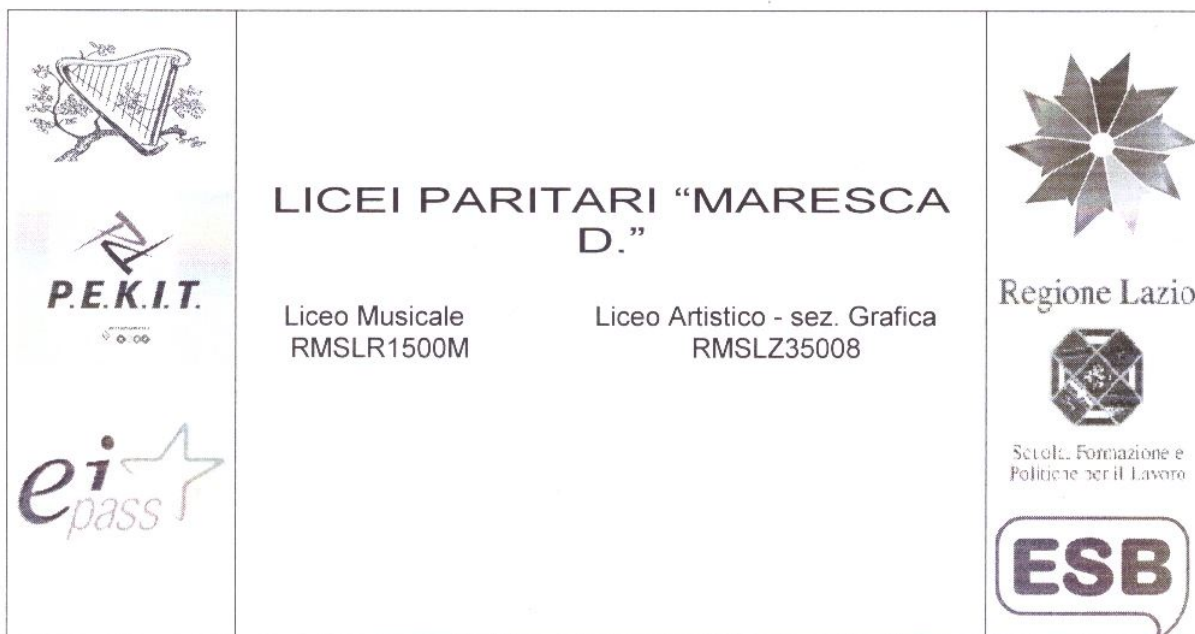 P.E.K.I.T.
ei
pass
LICEI PARITARI “MARESCA
D.”
Liceo Musicale
RMSLR1500M
Liceo Artistico - sez. Grafica
RMSLZ35008
Regione Lazio
Scuola, Formazione e
Politiche per il Lavoro
ESB